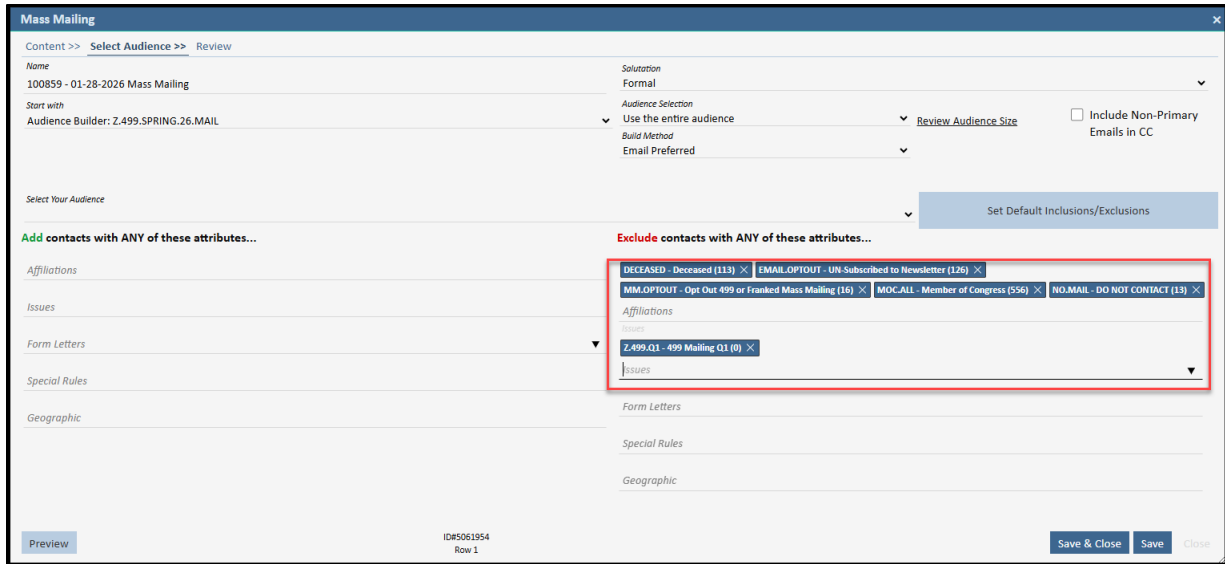 Mass Mailing
Content >> Select Audience >> Review
Name
100859 - 01-28-2026 Mass Mailing
Start with
Audience Builder: Z.499.SPRING.26.MAIL
Salutation
Formal
Audience Selection
Use the entire audience
Review Audience Size
Include Non-Primary
Emails in CC
Build Method
Email Preferred
Select Your Audience
Set Default Inclusions/Exclusions
Add contacts with ANY of these attributes...
Affiliations
Issues
Form Letters
Special Rules
Geographic
Exclude contacts with ANY of these attributes...
DECEASED - Deceased (113) × EMAIL.OPTOUT - UN-Subscribed to Newsletter (126) ×
MM.OPTOUT - Opt Out 499 or Franked Mass Mailing (16) × MOC.ALL - Member of Congress (556) × NO.MAIL - DO NOT CONTACT (13) ×
Affiliations
Issues
Z.499.Q1 - 499 Mailing Q1 (0) ×
Issues
Form Letters
Special Rules
Geographic
Preview
ID#5061954
Row 1
Save & Close Save Close